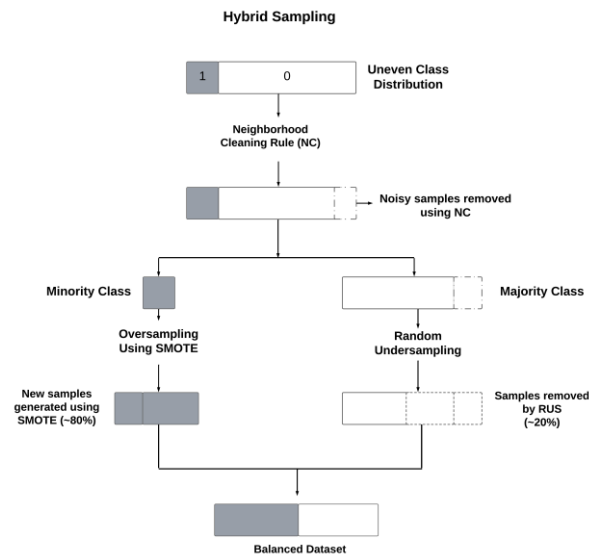 Hybrid Sampling
1
0
Uneven Class
Distribution
Neighborhood
Cleaning Rule (NC)
Noisy samples removed
using NC
Minority Class
Majority Class
Oversampling
Using SMOTE
Random
Undersampling
New samples
generated using
SMOTE (~80%)
Samples removed
by RUS
(~20%)
Balanced Dataset